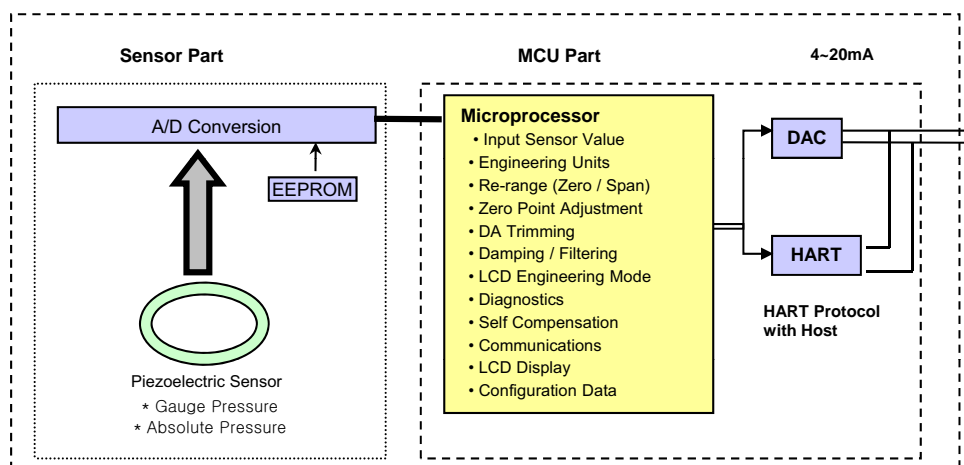 Sensor Part
MCU Part
4~20mA
A/D Conversion
EEPROM
Piezoelectric Sensor
* Gauge Pressure
* Absolute Pressure
Microprocessor
• Input Sensor Value
• Engineering Units
• Re-range (Zero / Span)
• Zero Point Adjustment
• DA Trimming
• Damping / Filtering
• LCD Engineering Mode
• Diagnostics
• Self Compensation
• Communications
• LCD Display
• Configuration Data
DAC
HART
HART Protocol
with Host